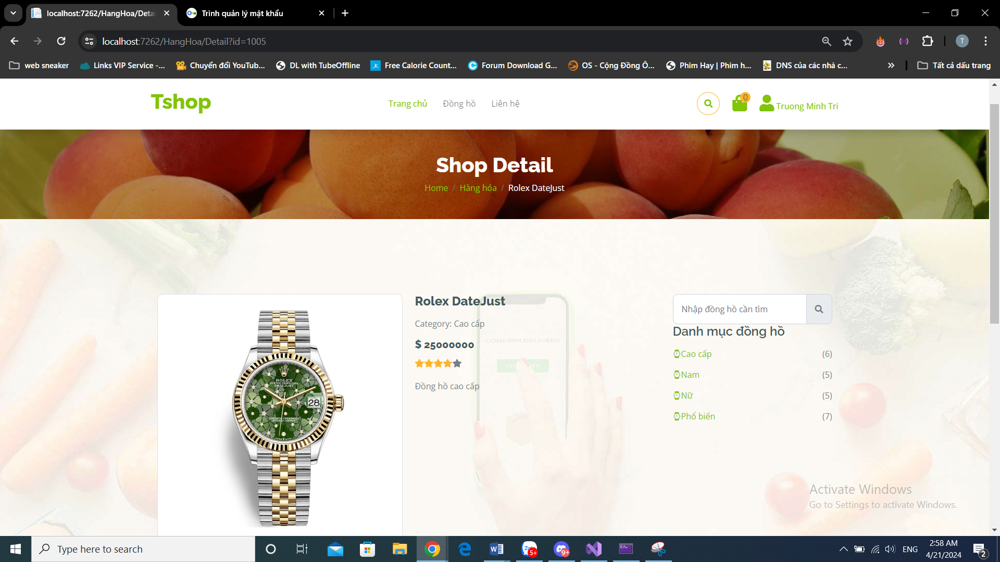 localhost:7262/HangHoa/Deta
Trình quản lý mật khẩu
localhost:7262/HangHoa/Detail?id=1005
T
web sneaker
Links VIP Service -...
Chuyển đổi YouTub...
DL with TubeOffline
Free Calorie Count...
Forum Download G...
OS - Cộng Đồng Ô...
Phim Hay | Phim h...
DNS của các nhà c...
Tất cả dấu trang
Tshop
Trang chủ
Đồng hồ
Liên hệ
0
Truong Minh Tri
Shop Detail
Home / Hàng hóa / Rolex DateJust
Rolex DateJust
Category: Cao cấp
$ 25000000
Đồng hồ cao cấp
CONFIRM DELIVERY
ROLEX
OYSTER PERPETUAL
DATEJUST
28
Nhập đồng hồ cần tìm
Danh mục đồng hồ
Cao cấp (6)
Nam (5)
Nữ (5)
Phổ biến (7)
Activate Windows
Go to Settings to activate Windows.
Type here to search
5+
9+
ENG
2:58 AM
4/21/2024
2